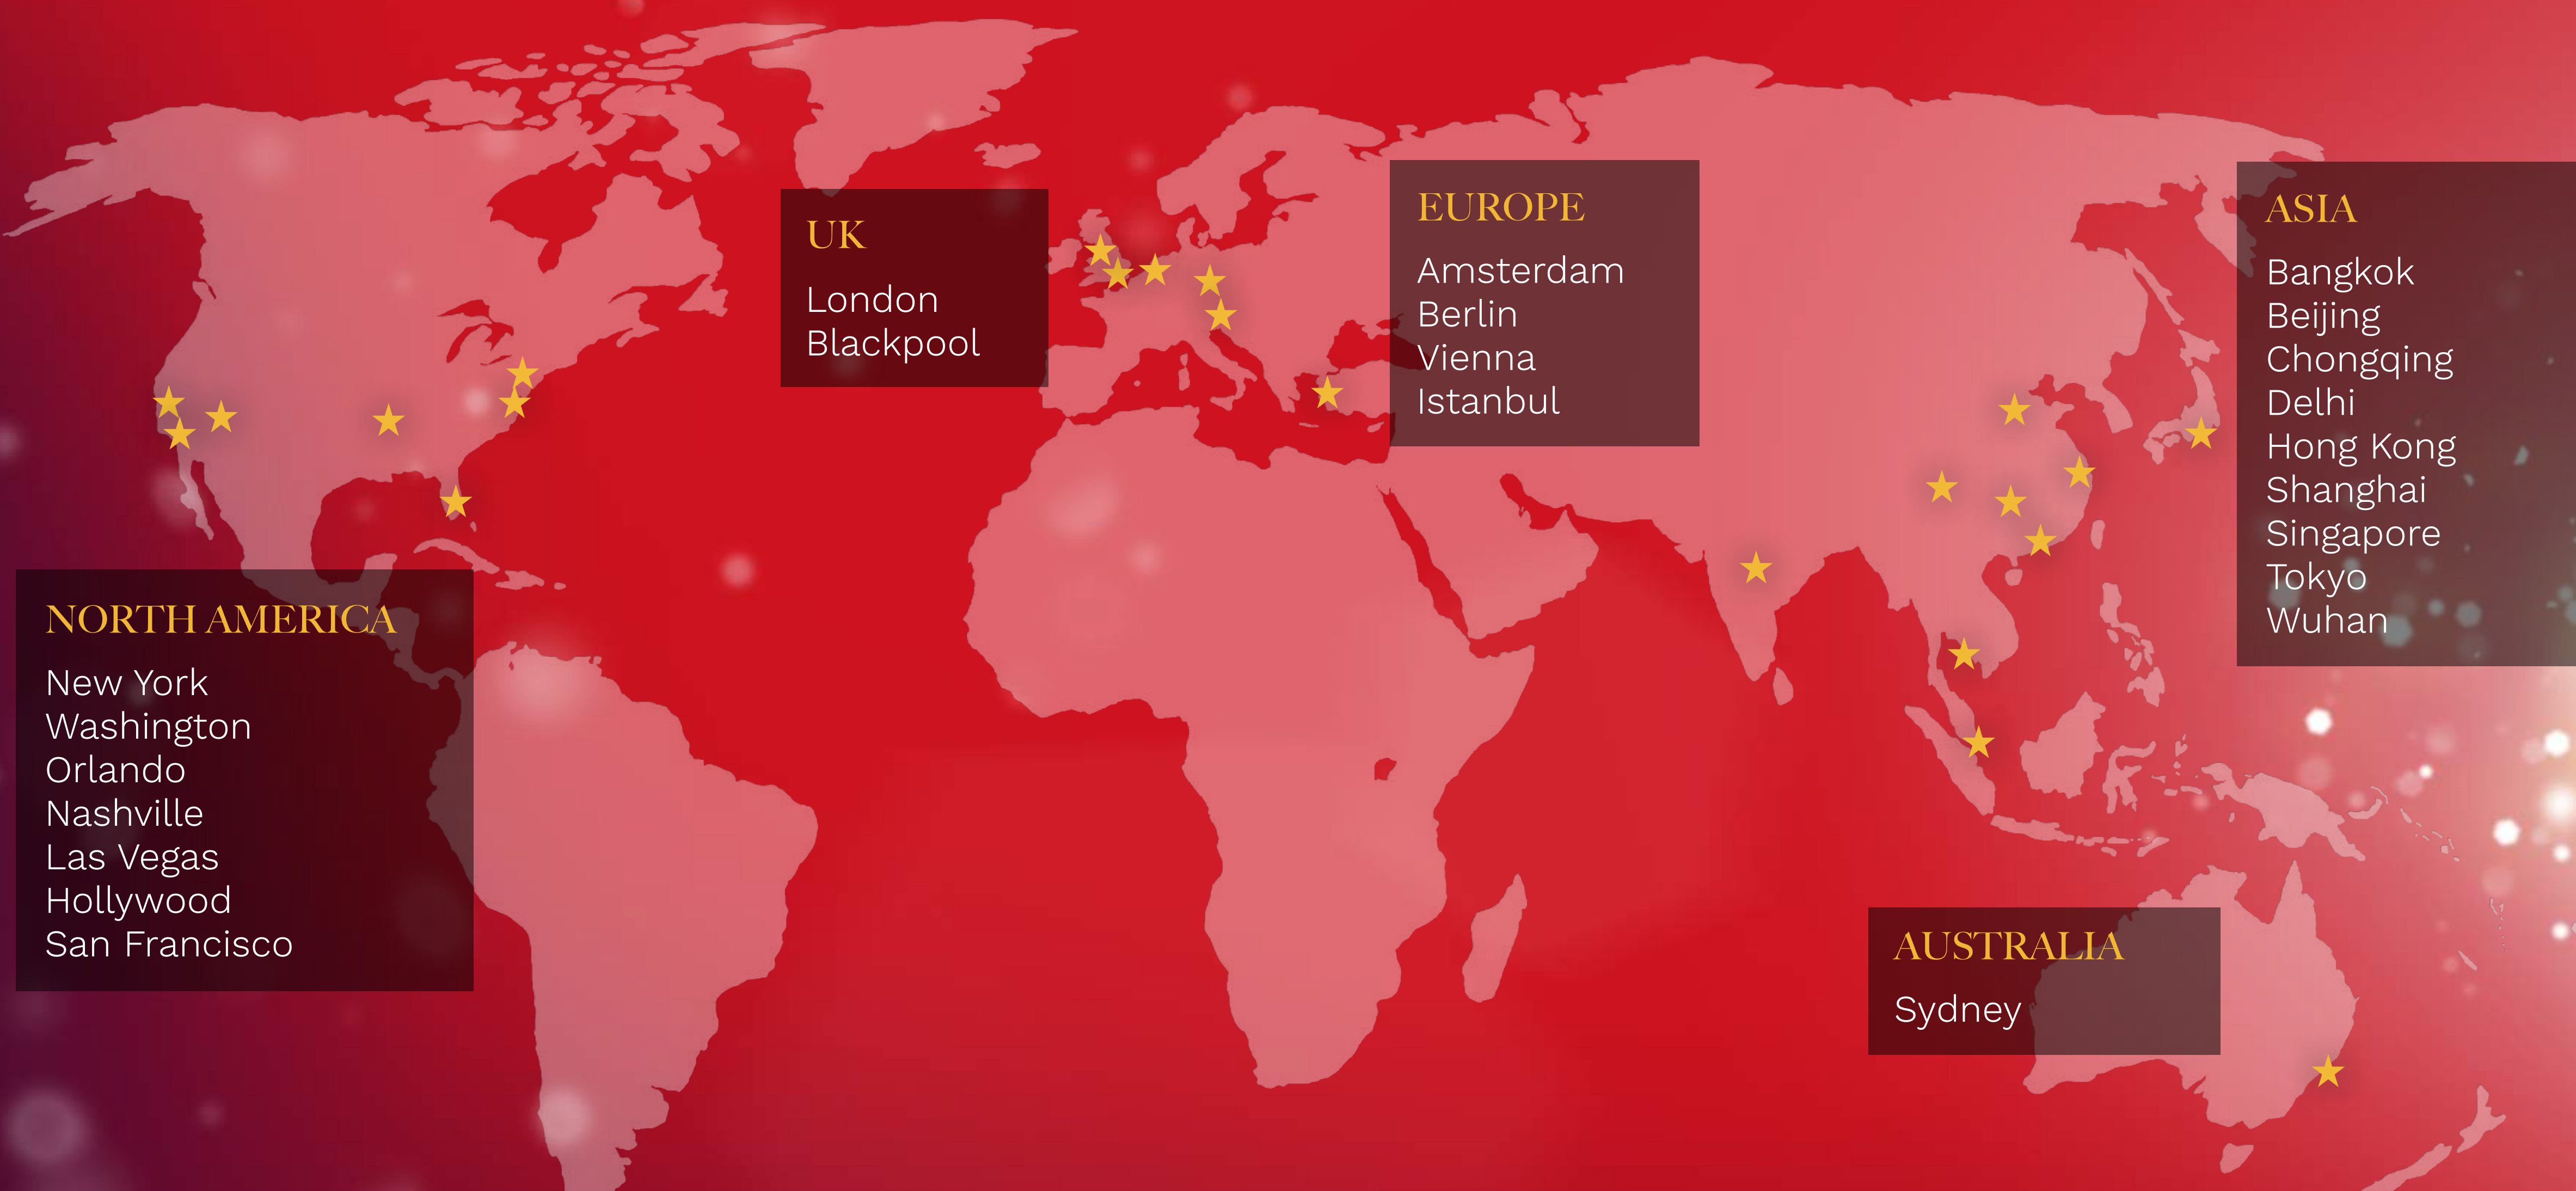 NORTH AMERICA
New York
Washington
Orlando
Nashville
Las Vegas
Hollywood
San Francisco
UK
London
Blackpool
EUROPE
Amsterdam
Berlin
Vienna
Istanbul
ASIA
Bangkok
Beijing
Chongqing
Delhi
Hong Kong
Shanghai
Singapore
Tokyo
Wuhan
AUSTRALIA
Sydney